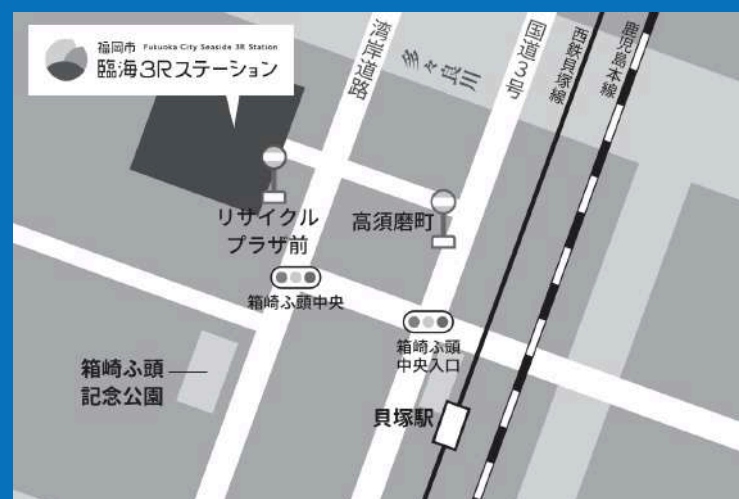 福岡市 Fukuoka City Seaside 3R Station
臨海3Rステーション
湾岸道路
多々良川
国道3号
西鉄貝塚線
鹿児島本線
リサイクル
プラザ前
高須磨町
箱崎ふ頭中央
箱崎ふ頭
中央入口
箱崎ふ頭
記念公園
貝塚駅